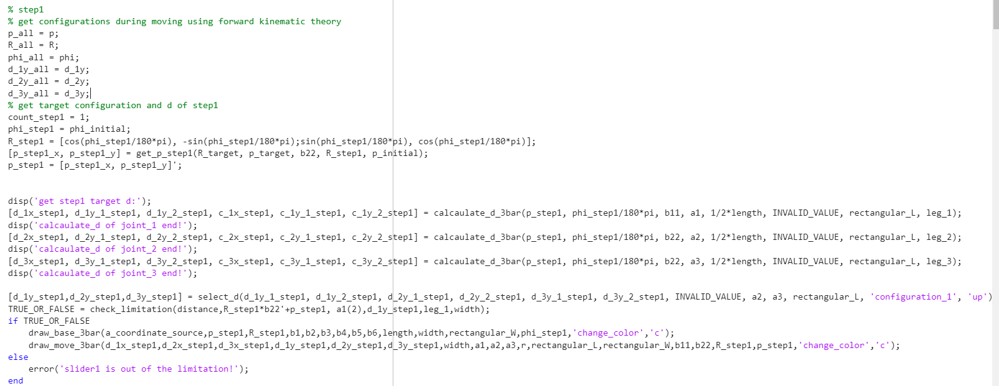 % step1
% get configurations during moving using forward kinematic theory
p_all = p;
R_all = R;
phi_all = phi;
d_1y_all = d_1y;
d_2y_all = d_2y;
d_3y_all = d_3y;
% get target configuration and d of step1
count_step1 = 1;
phi_step1 = phi_initial;
R_step1 = [cos(phi_step1/180*pi), -sin(phi_step1/180*pi);sin(phi_step1/180*pi), cos(phi_step1/180*pi)];
[p_step1_x, p_step1_y] = get_p_step1(R_target, p_target, b22, R_step1, p_initial);
p_step1 = [p_step1_x, p_step1_y]';
disp('get step1 target d:');
[d_1x_step1, d_1y_1_step1, d_1y_2_step1, c_1x_step1, c_1y_1_step1, c_1y_2_step1] = calcaulate_d_3bar(p_step1, phi_step1/180*pi, b11, a1, 1/2*length, INVALID_VALUE, rectangular_L, leg_1);
disp('calcaulate_d of joint_1 end!');
[d_2x_step1, d_2y_1_step1, d_2y_2_step1, c_2x_step1, c_2y_1_step1, c_2y_2_step1] = calcaulate_d_3bar(p_step1, phi_step1/180*pi, b22, a2, 1/2*length, INVALID_VALUE, rectangular_L, leg_2);
disp('calcaulate_d of joint_2 end!');
[d_3x_step1, d_3y_1_step1, d_3y_2_step1, c_3x_step1, c_3y_1_step1, c_3y_2_step1] = calcaulate_d_3bar(p_step1, phi_step1/180*pi, b22, a3, 1/2*length, INVALID_VALUE, rectangular_L, leg_3);
disp('calcaulate_d of joint_3 end!');
[d_1y_step1,d_2y_step1,d_3y_step1] = select_d(d_1y_1_step1, d_1y_2_step1, d_2y_1_step1, d_2y_2_step1, d_3y_1_step1, d_3y_2_step1, INVALID_VALUE, a2, a3, rectangular_L, 'configuration_1', 'up')
TRUE_OR_FALSE = check_limitation(distance,R_step1*b22'+p_step1, a1(2),d_1y_step1,leg_1,width);
if TRUE_OR_FALSE
draw_base_3bar(a_coordinate_source,p_step1,R_step1,b1,b2,b3,b4,b5,b6,length,width,rectangular_W,phi_step1,'change_color','c');
draw_move_3bar(d_1x_step1,d_2x_step1,d_3x_step1,d_1y_step1,d_2y_step1,d_3y_step1,width,a1,a2,a3,r,rectangular_L,rectangular_W,b11,b22,R_step1,p_step1,'change_color','c');
else
error('slider1 is out of the limitation!');
end